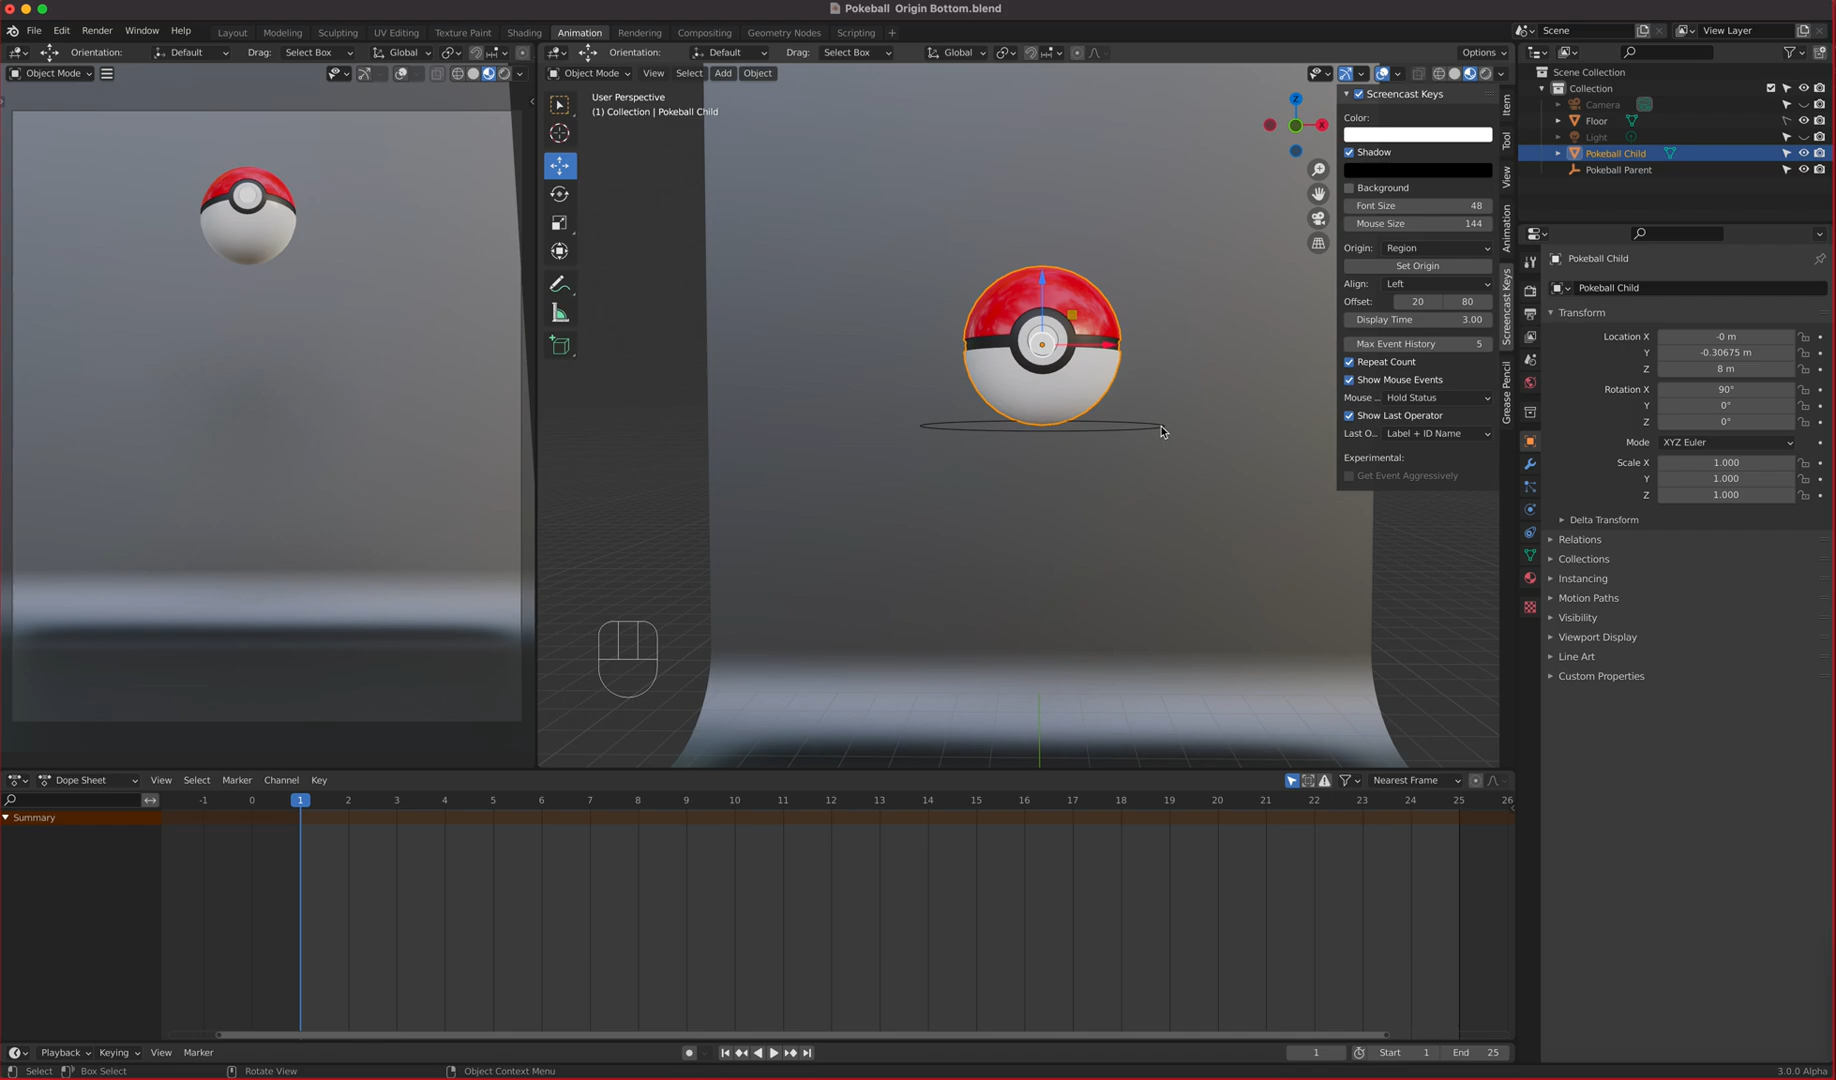 Pokeball Origin Bottom.blend
File Edit Render Window Help Layout Modeling Sculpting UV Editing Texture Paint Shading Animation Rendering Compositing Geometry Nodes Scripting + Scene View Layer
Orientation: Default Drag: Select Box Global Orientation: Default Drag: Select Box Global Options
Object Mode Object Mode View Select Add Object
User Perspective
(1) Collection | Pokeball Child
Z
X
Screencast Keys
Color:
Shadow
Background
Font Size 48
Mouse Size 144
Origin: Region
Set Origin
Align: Left
Offset: 20 80
Display Time 3.00
Max Event History 5
Repeat Count
Show Mouse Events
Mouse ... Hold Status
Show Last Operator
Last O... Label + ID Name
Experimental:
Get Event Aggressively
Item
Tool
View
Animation
Screencast Keys
Grease Pencil
Scene Collection
Collection
Camera
Floor
Light
Pokeball Child
Pokeball Parent
Pokeball Child
Pokeball Child
Transform
Location X -0 m
Y -0.30675 m
Z 8 m
Rotation X 90°
Y 0°
Z 0°
Mode XYZ Euler
Scale X 1.000
Y 1.000
Z 1.000
Delta Transform
Relations
Collections
Instancing
Motion Paths
Visibility
Viewport Display
Line Art
Custom Properties
Dope Sheet View Select Marker Channel Key Nearest Frame
-1 0 1 2 3 4 5 6 7 8 9 10 11 12 13 14 15 16 17 18 19 20 21 22 23 24 25 26
Summary
Playback Keying View Marker 1 Start 1 End 25
Select Box Select Rotate View Object Context Menu 3.0.0 Alpha